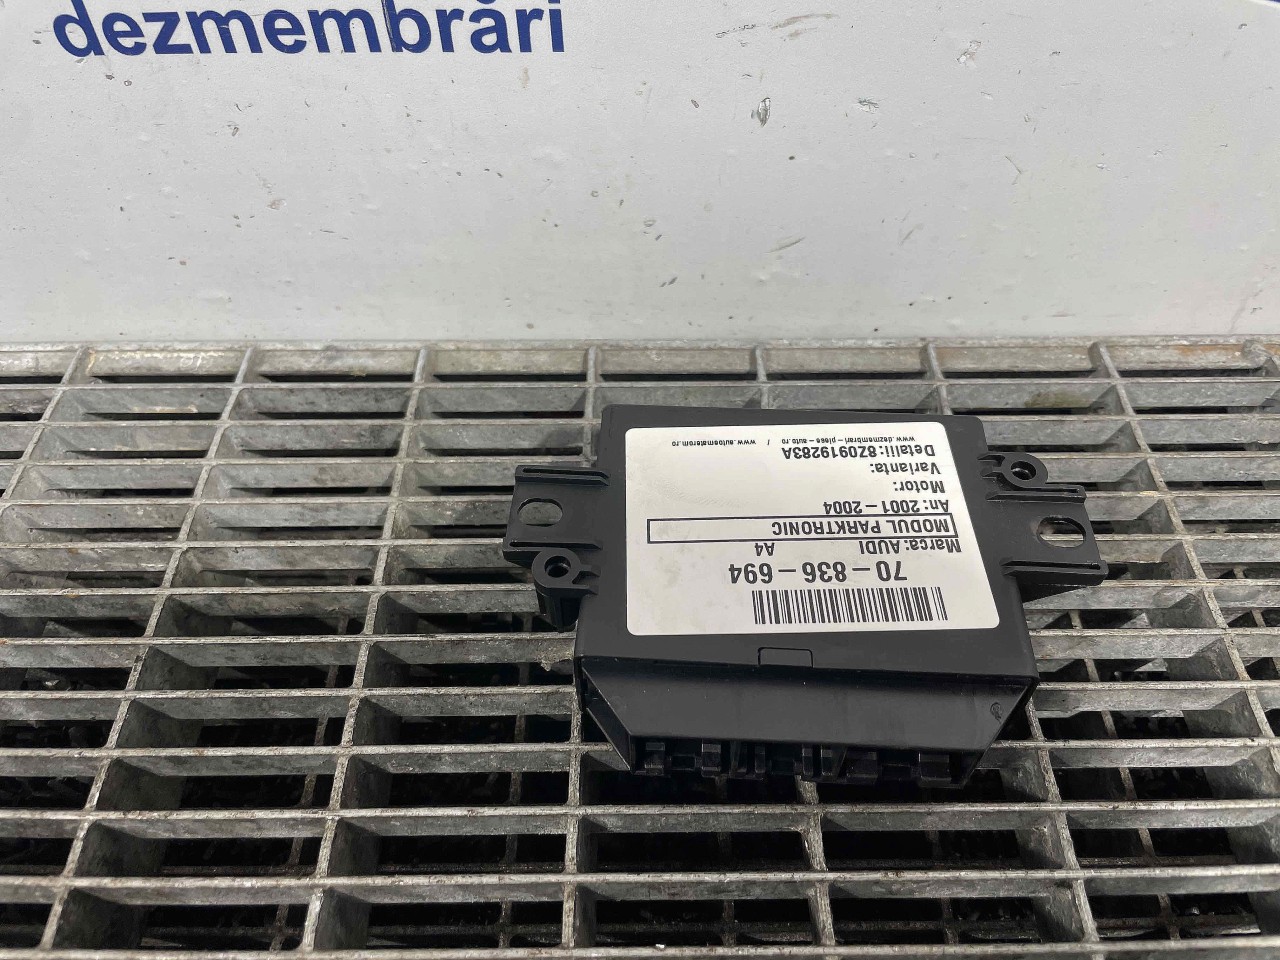 dezmembrări
70-836-694
Marca: AUDI A4
MODUL PARKTRONIC
An: 2001-2004
Motor:
Varianta:
Detalii: 8Z0919283A
www.dezmembrari-piese-auto.ro / www.autoematerom.ro